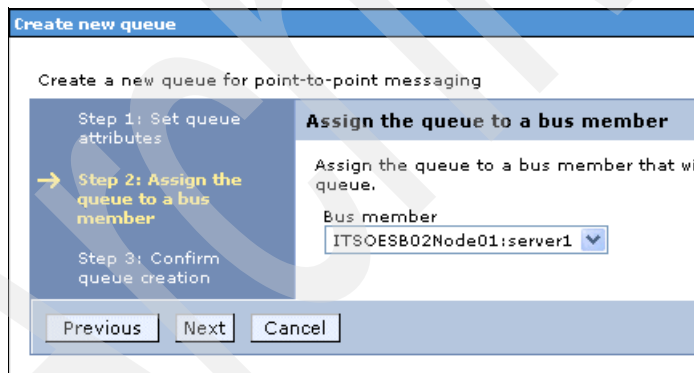 Create new queue
Create a new queue for point-to-point messaging
Step 1: Set queue
attributes
Step 2: Assign the
queue to a bus
member
Step 3: Confirm
queue creation
Assign the queue to a bus member
Assign the queue to a bus member that wi
queue.
Bus member
ITSOESB02Node01:server1
Previous Next Cancel